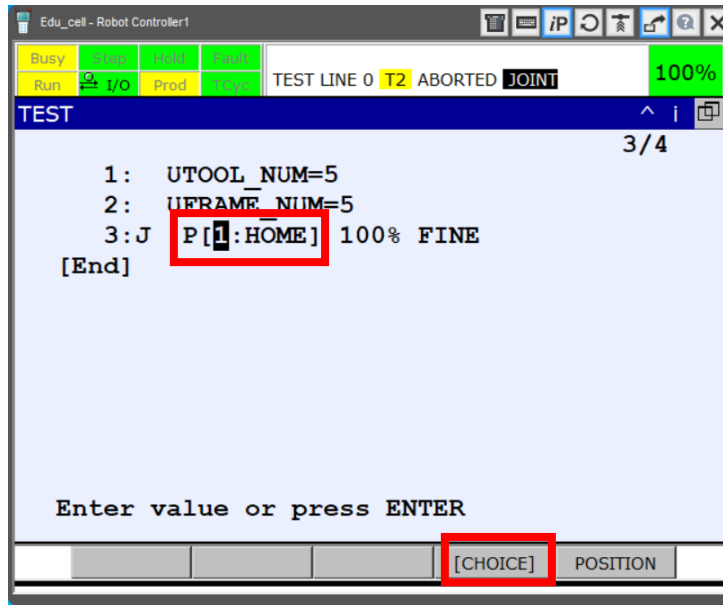 Edu_cell - Robot Controller1
iP
Busy Step Hold Fault
Run I/O Prod TCyc
TEST LINE 0 T2 ABORTED JOINT
100%
TEST
i
3/4
1: UTOOL_NUM=5
2: UFRAME_NUM=5
3:J P[1:HOME] 100% FINE
[End]
Enter value or press ENTER
[CHOICE] POSITION